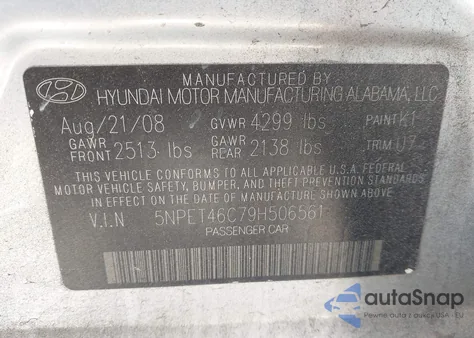 MANUFACTURED BY
HYUNDAI MOTOR MANUFACTURING ALABAMA, LLC
Aug/21/08 GVWR 4299 lbs PAINT K1
GAWR FRONT 2513 lbs GAWR REAR 2138 lbs TRIM U7
THIS VEHICLE CONFORMS TO ALL APPLICABLE U.S.A. FEDERAL
MOTOR VEHICLE SAFETY, BUMPER, AND THEFT PREVENTION
STANDARDS IN EFFECT ON THE
DATE OF MANUFACTURE SHOWN ABOVE.
V.I.N 5NPET46C79H506561
PASSENGER CAR
autoSnap